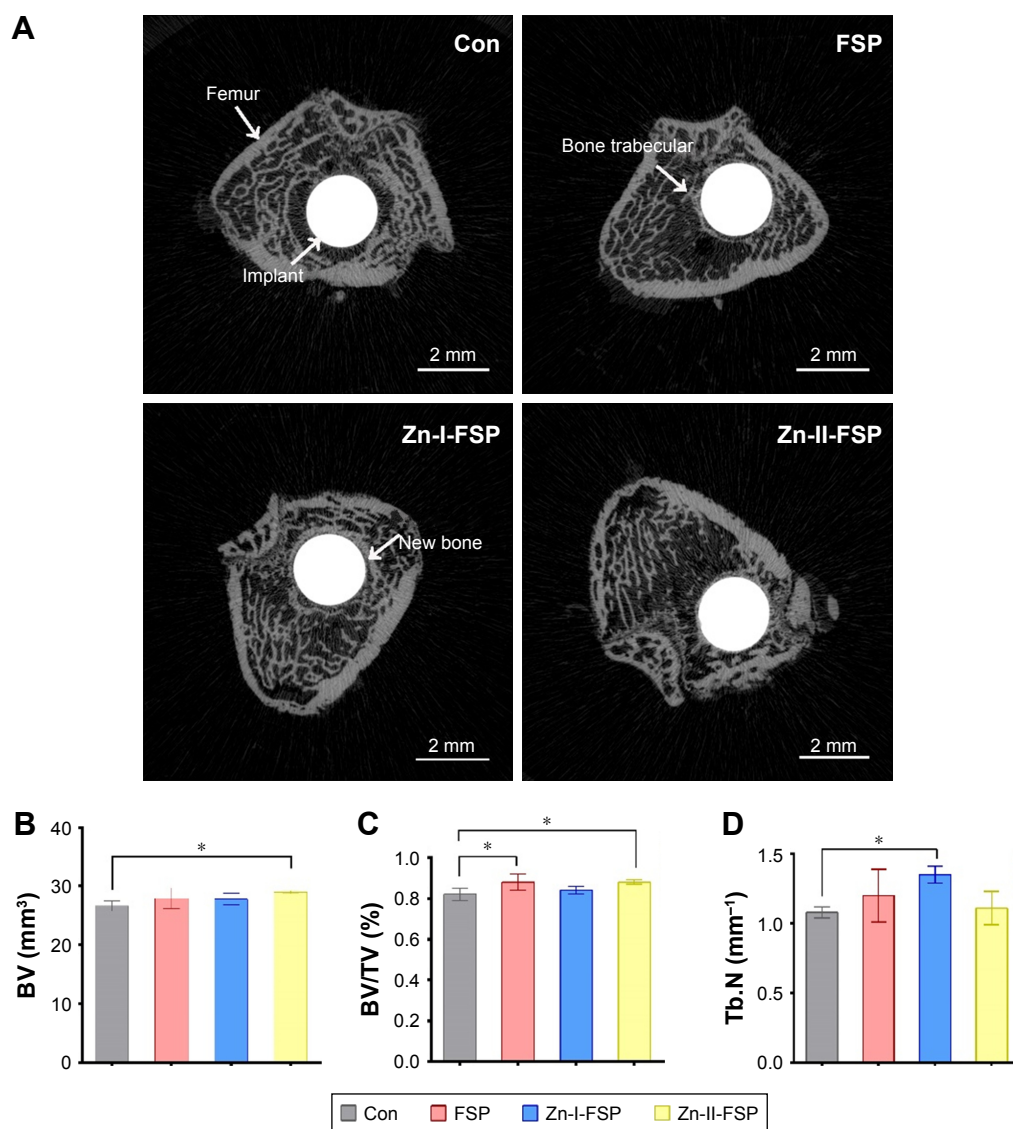 A
Con
Femur
Implant
2 mm
FSP
Bone trabecular
2 mm
Zn-I-FSP
New bone
2 mm
Zn-II-FSP
2 mm
B
BV (mm³)
40
30
20
10
0
*
C
BV/TV (%)
1.0
0.8
0.6
0.4
0.2
0.0
*
*
D
Tb.N (mm⁻¹)
1.5
1.0
0.5
0.0
*
Con FSP Zn-I-FSP Zn-II-FSP